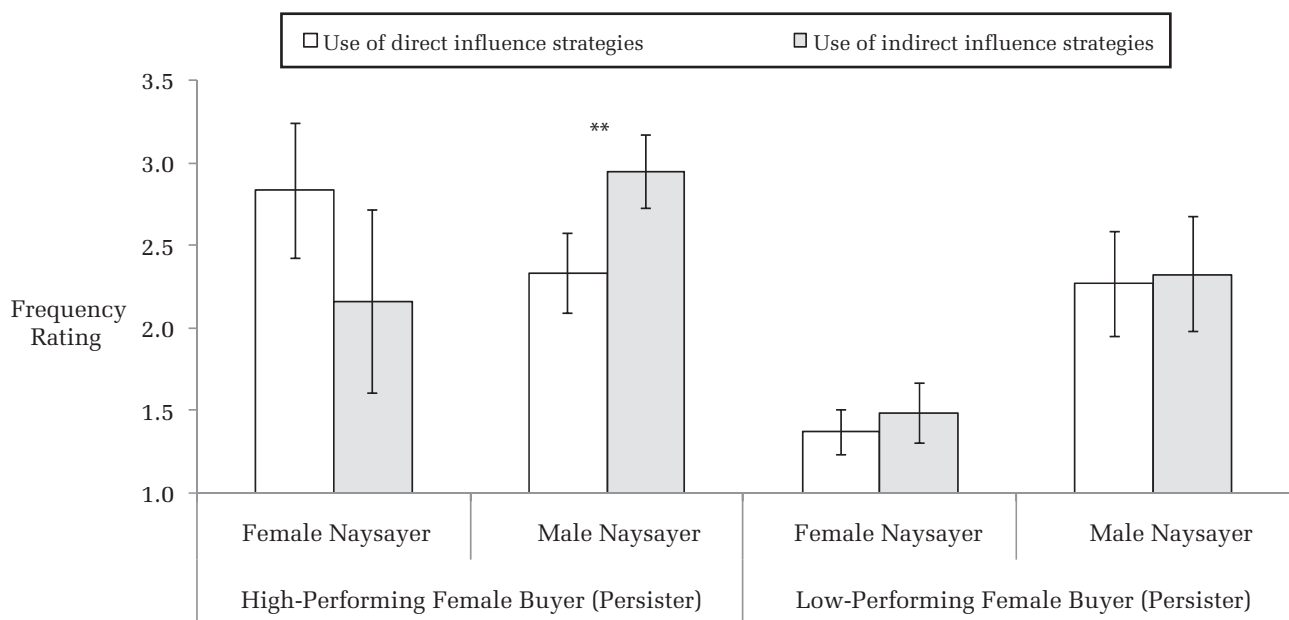 Use of direct influence strategies Use of indirect influence strategies
3.5
**
3.0
2.5
Frequency
Rating
2.0
1.5
1.0
Female Naysayer Male Naysayer Female Naysayer Male Naysayer
High-Performing Female Buyer (Persister) Low-Performing Female Buyer (Persister)